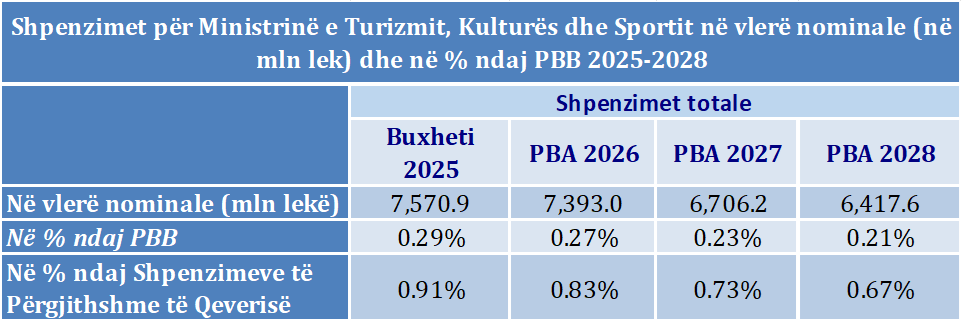 Shpenzimet për Ministrinë e Turizmit, Kulturës dhe Sportit në vlerë nominale (në
mln lek) dhe në % ndaj PBB 2025-2028
Shpenzimet totale
Buxheti
2025
PBA 2026
PBA 2027
PBA 2028
Në vlerë nominale (mln lekë)
7,570.9
7,393.0
6,706.2
6,417.6
Në % ndaj PBB
0.29%
0.27%
0.23%
0.21%
Në % ndaj Shpenzimeve të
Përgjithshme të Qeverisë
0.91%
0.83%
0.73%
0.67%